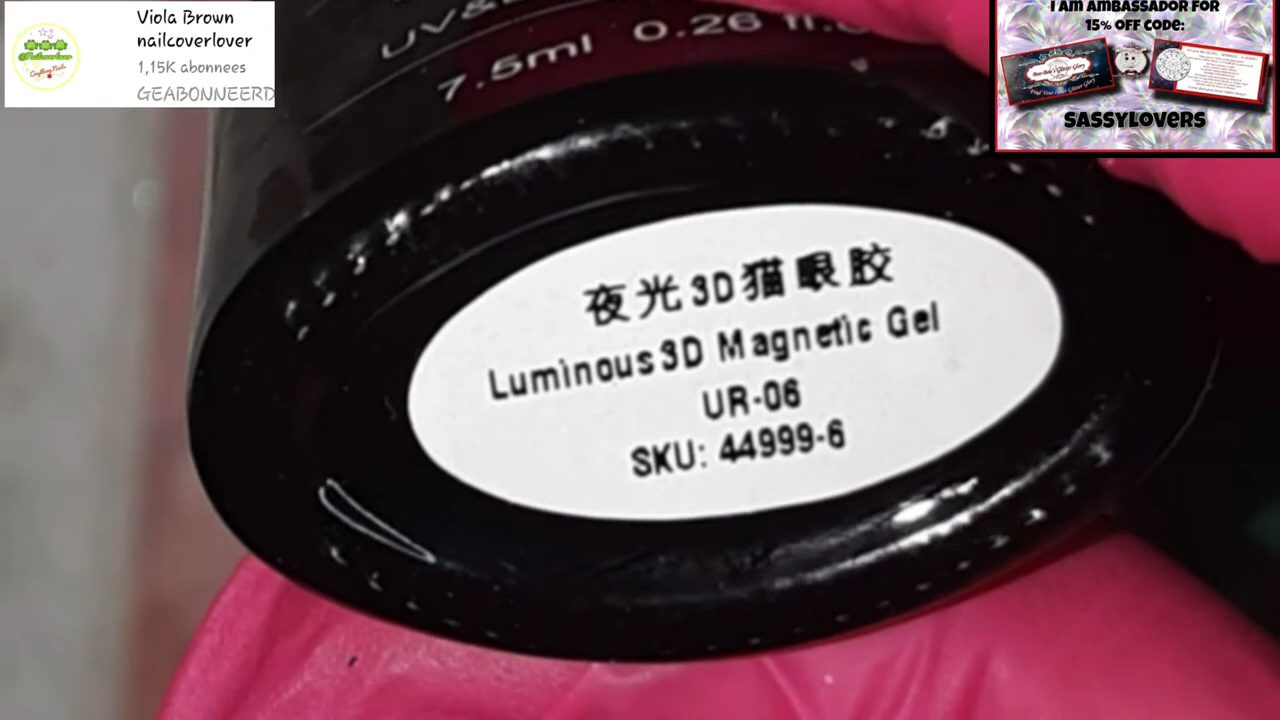 Viola Brown
nailcoverlover
1,15K abonnees
GEABONNEERD
I AM AMBASSADOR FOR
15% OFF CODE:
SASSYLOVERS
7.5ml 0.26 fl.o
夜光3D猫眼胶
Luminous 3D Magnetic Gel
UR-06
SKU: 44999-6